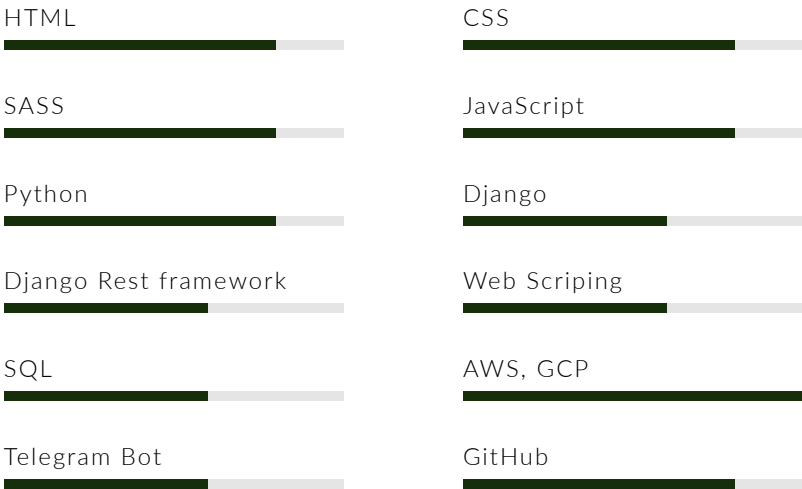 HTML
CSS
SASS
JavaScript
Python
Django
Django Rest framework
Web Scriping
SQL
AWS, GCP
Telegram Bot
GitHub